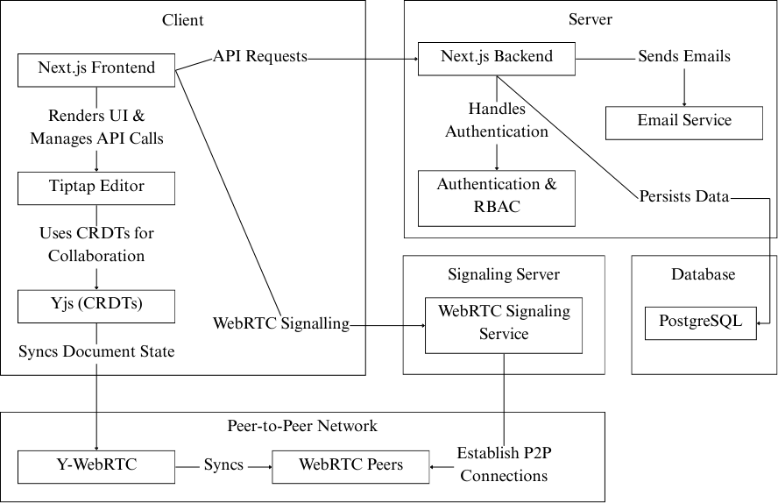 Client
Next.js Frontend
Renders UI &
Manages API Calls
Tiptap Editor
Uses CRDTs for
Collaboration
Yjs (CRDTs)
Syncs Document State
API Requests
WebRTC Signalling
Server
Next.js Backend
Sends Emails
Email Service
Handles
Authentication
Authentication &
RBAC
Persists Data
Signaling Server
WebRTC Signaling
Service
Database
PostgreSQL
Peer-to-Peer Network
Y-WebRTC
Syncs
WebRTC Peers
Establish P2P
Connections